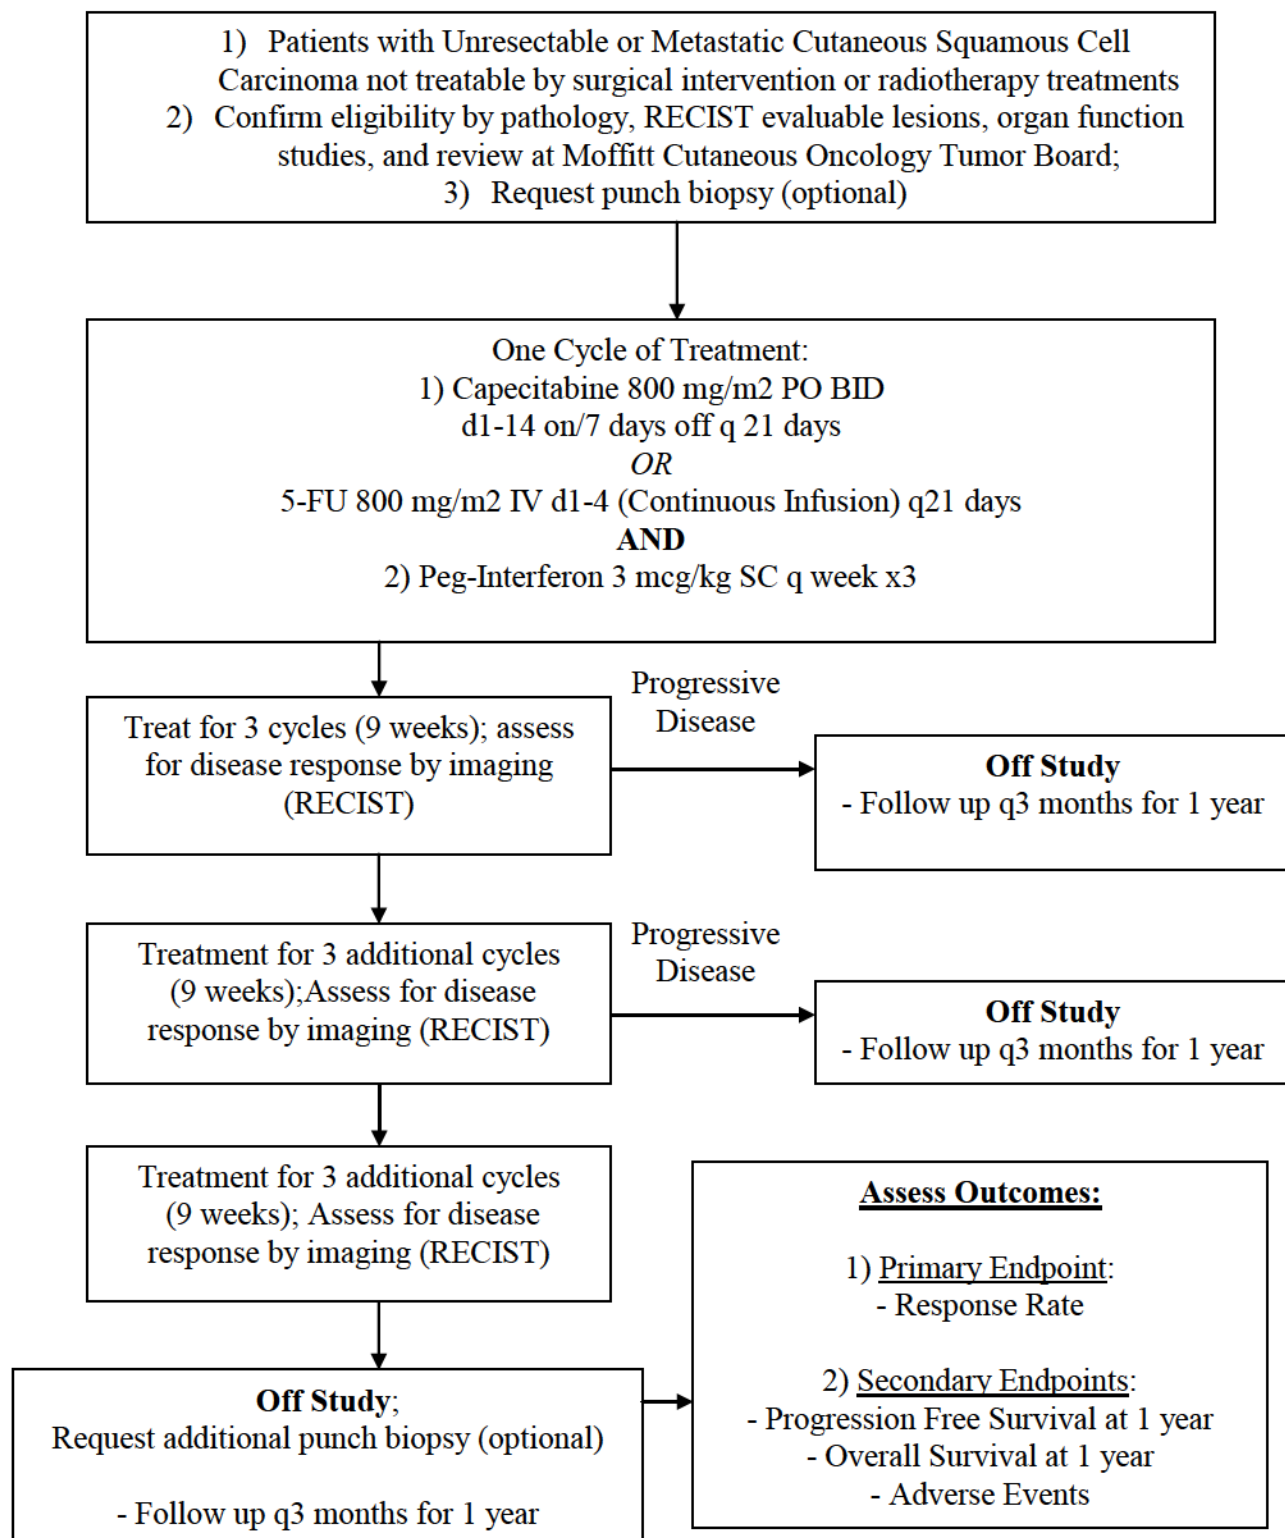 1) Patients with Unresectable or Metastatic Cutaneous Squamous Cell
Carcinoma not treatable by surgical intervention or radiotherapy treatments
2) Confirm eligibility by pathology, RECIST evaluable lesions, organ function
studies, and review at Moffitt Cutaneous Oncology Tumor Board;
3) Request punch biopsy (optional)
One Cycle of Treatment:
1) Capecitabine 800 mg/m2 PO BID
d1-14 on/7 days off q 21 days
OR
5-FU 800 mg/m2 IV d1-4 (Continuous Infusion) q21 days
AND
2) Peg-Interferon 3 mcg/kg SC q week x3
Treat for 3 cycles (9 weeks); assess
for disease response by imaging
(RECIST)
Progressive
Disease
Off Study
- Follow up q3 months for 1 year
Treatment for 3 additional cycles
(9 weeks);Assess for disease
response by imaging (RECIST)
Progressive
Disease
Off Study
- Follow up q3 months for 1 year
Treatment for 3 additional cycles
(9 weeks); Assess for disease
response by imaging (RECIST)
Off Study;
Request additional punch biopsy (optional)
- Follow up q3 months for 1 year
Assess Outcomes:
1) Primary Endpoint:
- Response Rate
2) Secondary Endpoints:
- Progression Free Survival at 1 year
- Overall Survival at 1 year
- Adverse Events